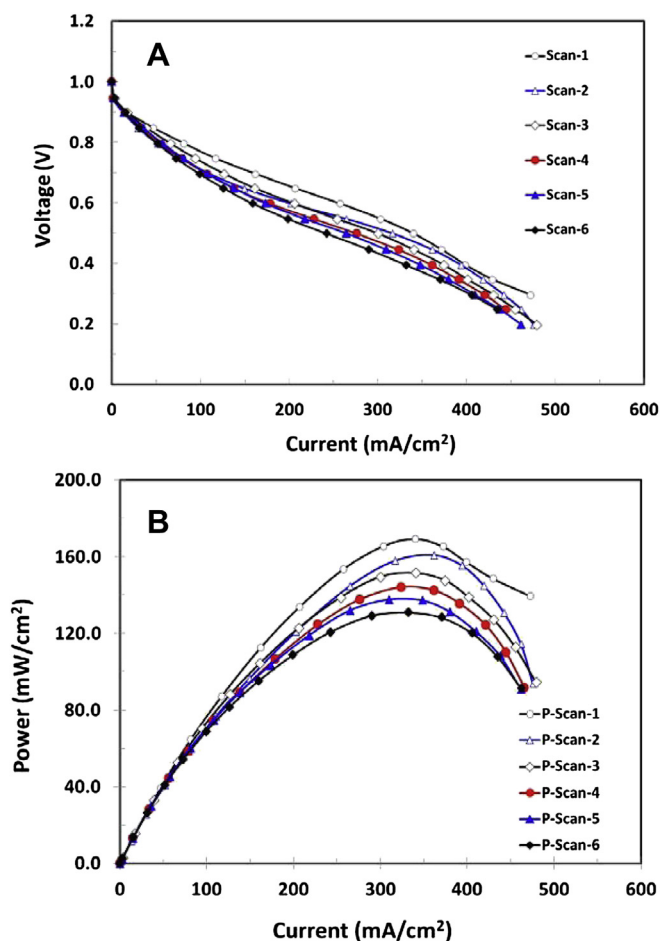 A
1.2
1.0
0.8
0.6
0.4
0.2
0.0
Voltage (V)
Scan-1
Scan-2
Scan-3
Scan-4
Scan-5
Scan-6
0 100 200 300 400 500 600
Current (mA/cm²)
B
200.0
160.0
120.0
80.0
40.0
0.0
Power (mW/cm²)
P-Scan-1
P-Scan-2
P-Scan-3
P-Scan-4
P-Scan-5
P-Scan-6
0 100 200 300 400 500 600
Current (mA/cm²)